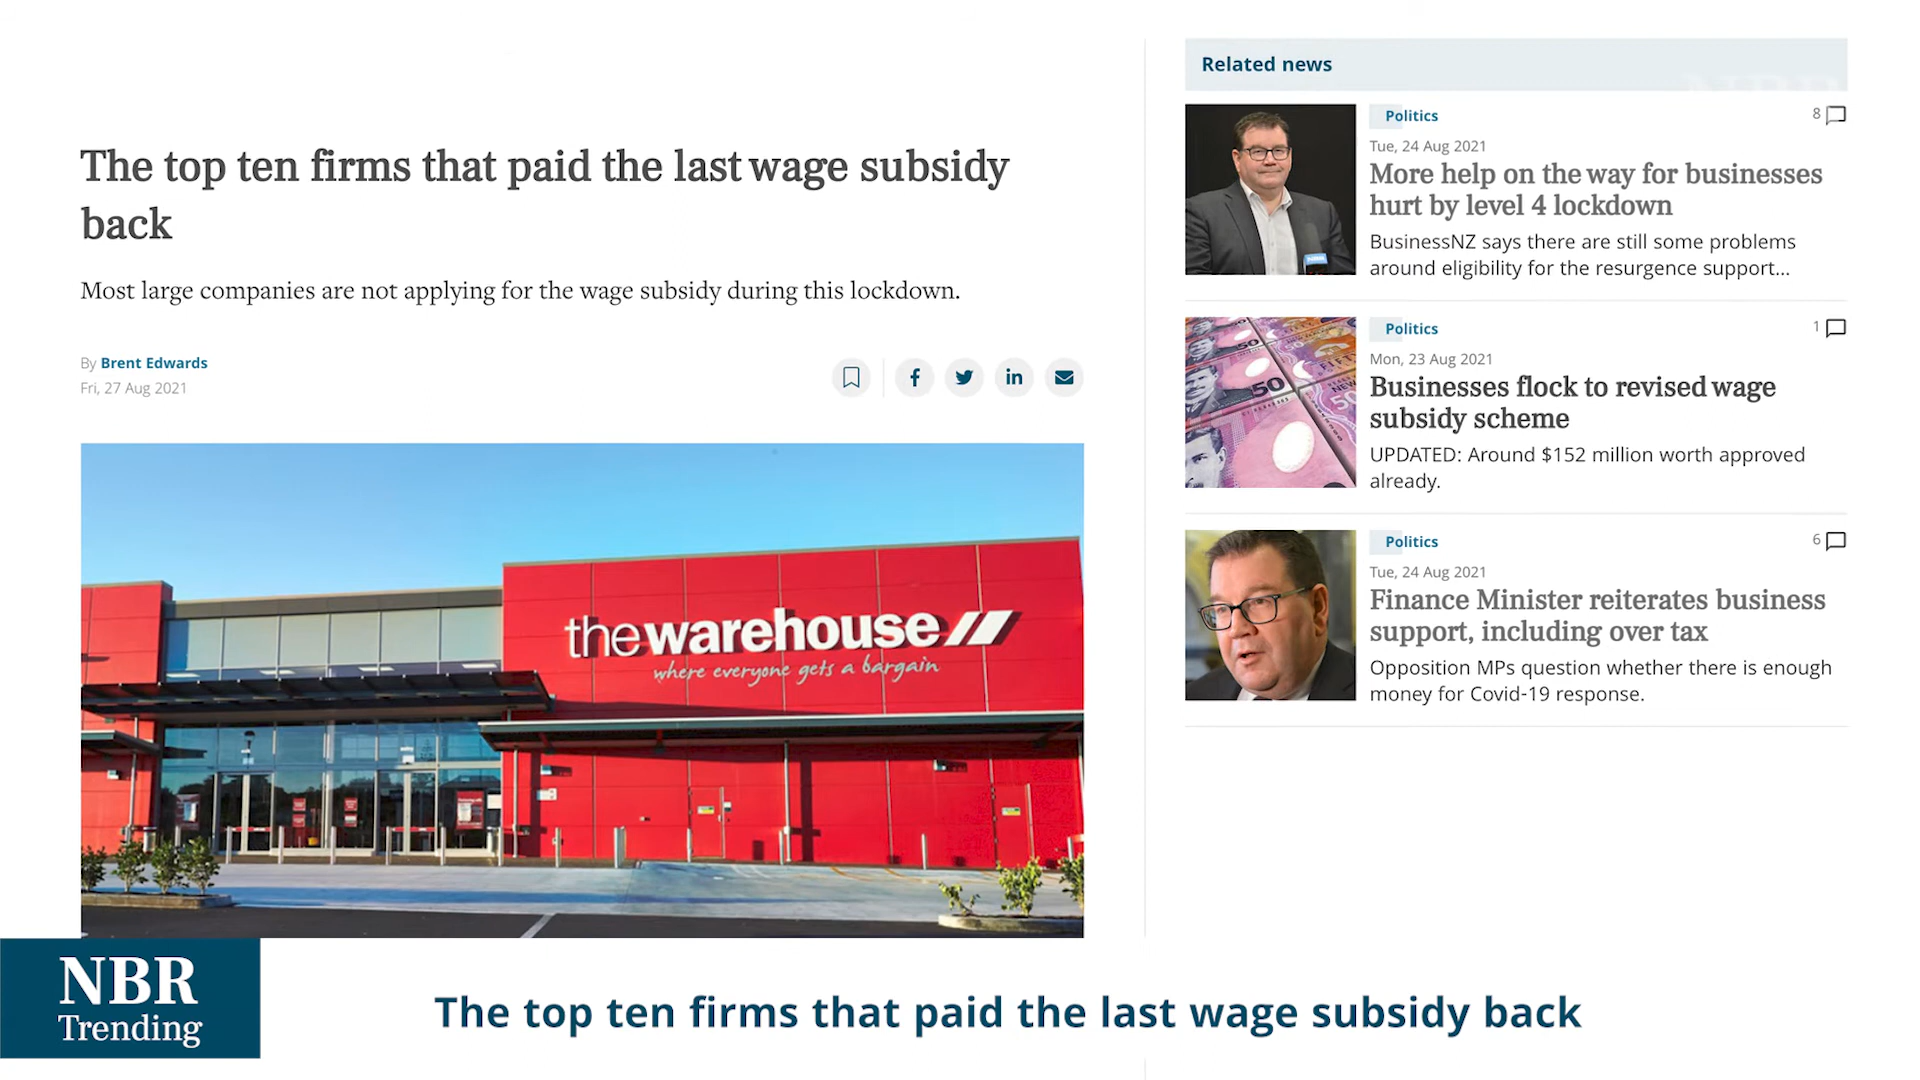 The top ten firms that paid the last wage subsidy
back
Most large companies are not applying for the wage subsidy during this lockdown.
By Brent Edwards
Fri, 27 Aug 2021
the warehouse
where everyone gets a bargain
Related news
NBR
Politics
8
Tue, 24 Aug 2021
More help on the way for businesses
hurt by level 4 lockdown
BusinessNZ says there are still some problems
around eligibility for the resurgence support...
Politics
1
Mon, 23 Aug 2021
Businesses flock to revised wage
subsidy scheme
UPDATED: Around $152 million worth approved
already.
50
50
Politics
6
Tue, 24 Aug 2021
Finance Minister reiterates business
support, including over tax
Opposition MPs question whether there is enough
money for Covid-19 response.
NBR
Trending
The top ten firms that paid the last wage subsidy back